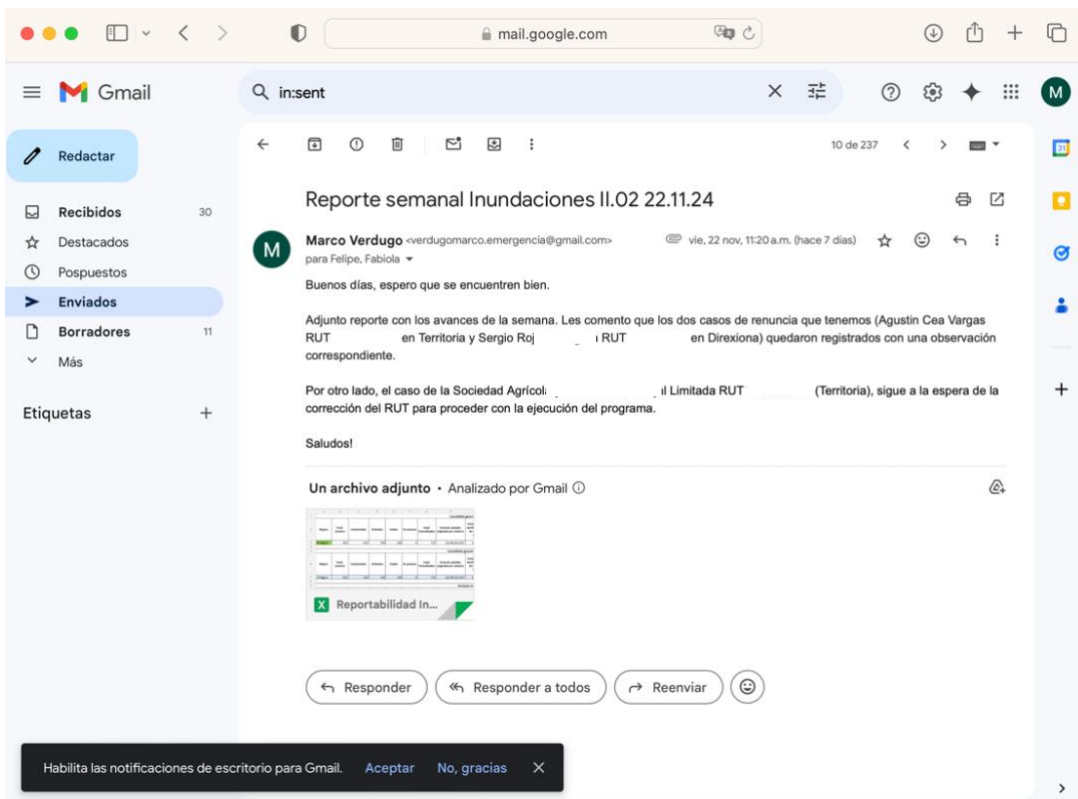 mail.google.com
Gmail
in:sent
M
Redactar
10 de 237
Recibidos 30
Destacados
Pospuestos
Enviados
Borradores 11
Más
Etiquetas
Reporte semanal Inundaciones II.02 22.11.24
M
Marco Verdugo <verdugomarco.emergencia@gmail.com> vie, 22 nov, 11:20 a.m. (hace 7 días)
para Felipe, Fabiola
Buenos días, espero que se encuentren bien.
Adjunto reporte con los avances de la semana. Les comento que los dos casos de renuncia que tenemos (Agustin Cea Vargas
RUT en Territoria y Sergio Roj RUT en Direxiona) quedaron registrados con una observación
correspondiente.
Por otro lado, el caso de la Sociedad Agrícol Limitada RUT (Territoria), sigue a la espera de la
corrección del RUT para proceder con la ejecución del programa.
Saludos!
Un archivo adjunto • Analizado por Gmail
X Reportabilidad In...
Responder
Responder a todos
Reenviar
Habilita las notificaciones de escritorio para Gmail. Aceptar No, gracias
31